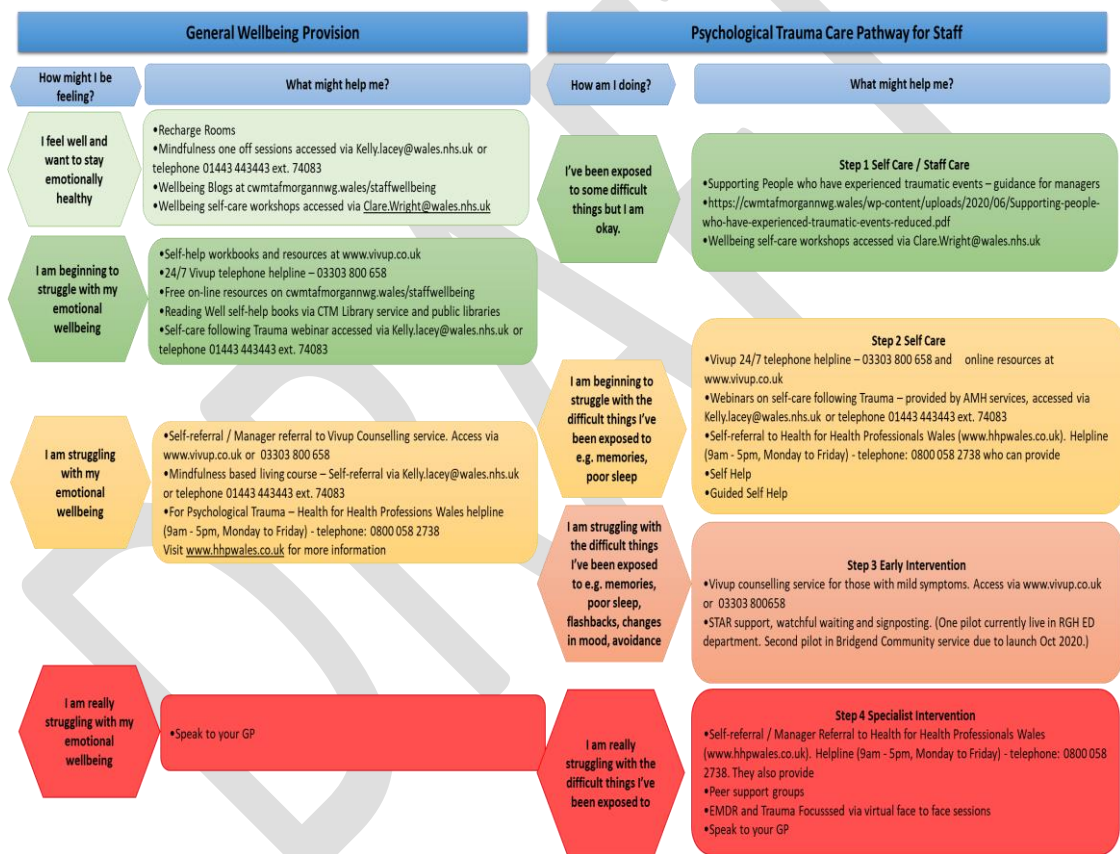 General Wellbeing Provision
How might I be
feeling?
What might help me?
I feel well and
want to stay
emotionally
healthy
•Recharge Rooms
•Mindfulness one off sessions accessed via Kelly.lacey@wales.nhs.uk or
telephone 01443 443443 ext. 74083
•Wellbeing Blogs at cwmtafmorgannwg.wales/staffwellbeing
•Wellbeing self-care workshops accessed via Clare.Wright@wales.nhs.uk
I am beginning to
struggle with my
emotional
wellbeing
•Self-help workbooks and resources at www.vivup.co.uk
•24/7 Vivup telephone helpline – 03303 800 658
•Free on-line resources on cwmtafmorgannwg.wales/staffwellbeing
•Reading Well self-help books via CTM Library service and public libraries
•Self-care following Trauma webinar accessed via Kelly.lacey@wales.nhs.uk or
telephone 01443 443443 ext. 74083
I am struggling
with my
emotional
wellbeing
•Self-referral / Manager referral to Vivup Counselling service. Access via
www.vivup.co.uk or 03303 800 658
•Mindfulness based living course – Self-referral via Kelly.lacey@wales.nhs.uk
or telephone 01443 443443 ext. 74083
•For Psychological Trauma – Health for Health Professions Wales helpline
(9am - 5pm, Monday to Friday) - telephone: 0800 058 2738
Visit www.hhpwales.co.uk for more information
I am really
struggling with my
emotional
wellbeing
•Speak to your GP
Psychological Trauma Care Pathway for Staff
How am I doing?
What might help me?
I've been exposed
to some difficult
things but I am
okay.
Step 1 Self Care / Staff Care
•Supporting People who have experienced traumatic events – guidance for managers
•https://cwmtafmorgannwg.wales/wp-content/uploads/2020/06/Supporting-people-
who-have-experienced-traumatic-events-reduced.pdf
•Wellbeing self-care workshops accessed via Clare.Wright@wales.nhs.uk
I am beginning to
struggle with the
difficult things I've
been exposed to
e.g. memories,
poor sleep
Step 2 Self Care
•Vivup 24/7 telephone helpline – 03303 800 658 and online resources at
www.vivup.co.uk
•Webinars on self-care following Trauma – provided by AMH services, accessed via
Kelly.lacey@wales.nhs.uk or telephone 01443 443443 ext. 74083
•Self-referral to Health for Health Professionals Wales (www.hhpwales.co.uk). Helpline
(9am - 5pm, Monday to Friday) - telephone: 0800 058 2738 who can provide
•Self Help
•Guided Self Help
I am struggling with
the difficult things
I've been exposed
to e.g. memories,
poor sleep,
flashbacks, changes
in mood, avoidance
Step 3 Early Intervention
•Vivup counselling service for those with mild symptoms. Access via www.vivup.co.uk
or 03303 800658
•STAR support, watchful waiting and signposting. (One pilot currently live in RGH ED
department. Second pilot in Bridgend Community service due to launch Oct 2020.)
I am really
struggling with the
difficult things I've
been exposed to
Step 4 Specialist Intervention
•Self-referral / Manager Referral to Health for Health Professionals Wales
(www.hhpwales.co.uk). Helpline (9am - 5pm, Monday to Friday) - telephone: 0800 058
2738. They also provide
•Peer support groups
•EMDR and Trauma Focusssed via virtual face to face sessions
•Speak to your GP
DRAFT